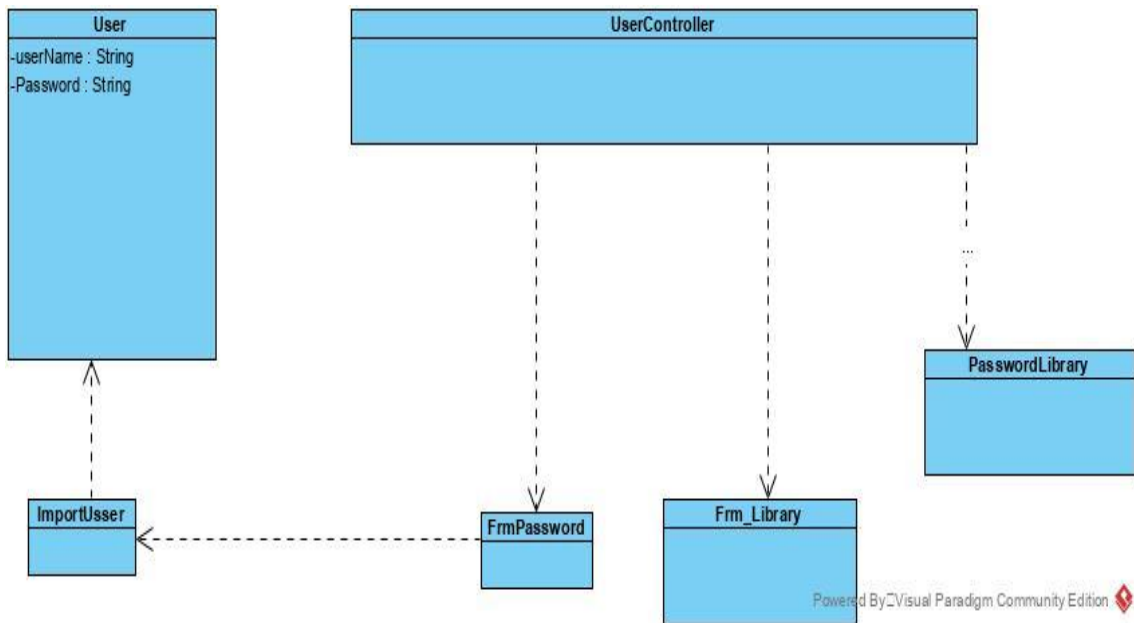 User
-userName : String
-Password : String
UserController
...
PasswordLibrary
ImportUsser
FrmPassword
Frm_Library
Powered By Visual Paradigm Community Edition